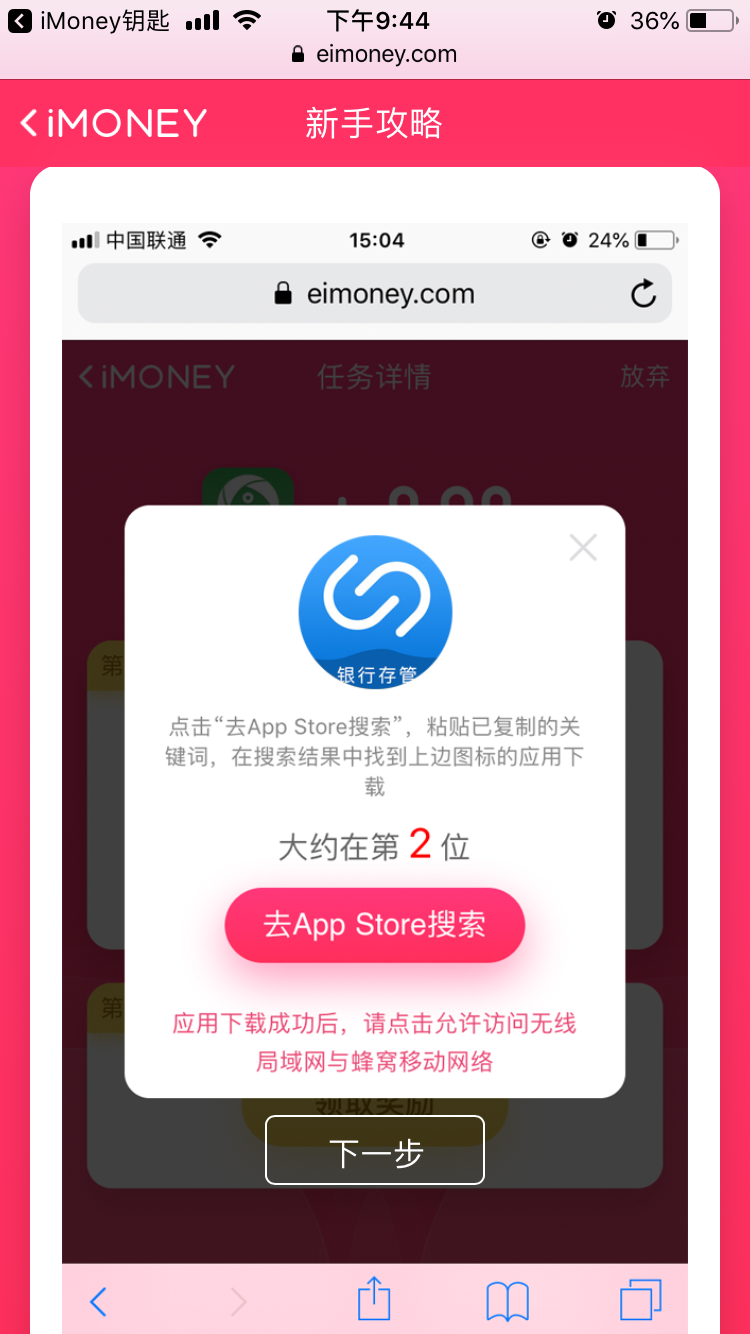 iMoney钥匙 下午9:44 36%
eimoney.com
iMONEY 新手攻略
中国联通 15:04 24%
eimoney.com
iMONEY 任务详情 放弃
银行存管
点击“去App Store搜索”，粘贴已复制的关
键词，在搜索结果中找到上边图标的应用下
载
大约在第 2 位
去App Store搜索
应用下载成功后，请点击允许访问无线
局域网与蜂窝移动网络
第
第
领取奖励
下一步